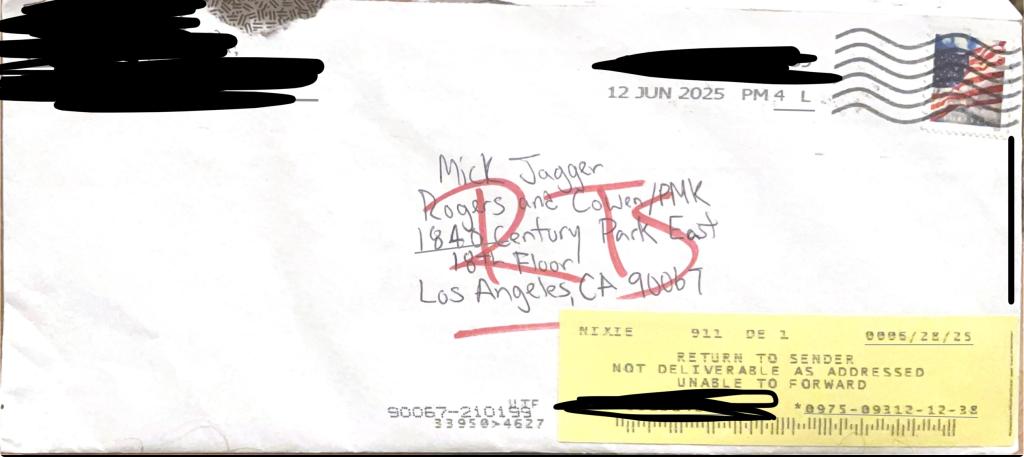 12 JUN 2025 PM 4 L
Mick Jagger
Rogers and Cowen/PMK
1840 Century Park East
18th Floor
Los Angeles, CA 90067
RTS
NIXIE 911 DE 1 0006/28/25
RETURN TO SENDER
NOT DELIVERABLE AS ADDRESSED
UNABLE TO FORWARD
*0975-09312-12-38
UTF
90067-210199
33950>4627